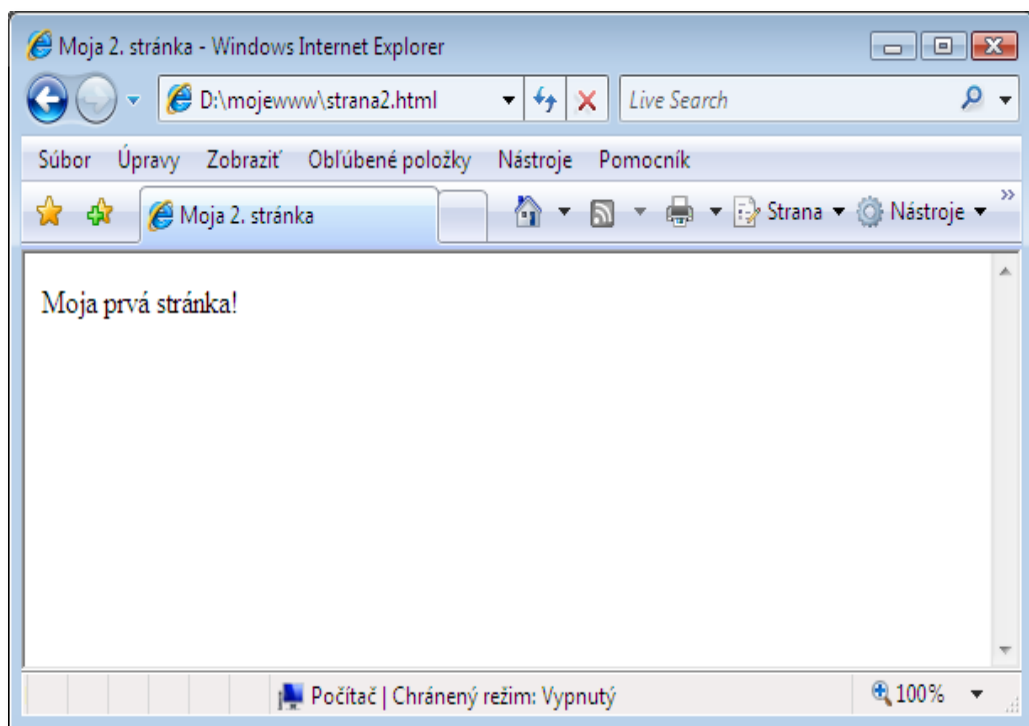 Moja 2. stránka - Windows Internet Explorer
D:\mojewww\strana2.html Live Search
Súbor Úpravy Zobraziť Obľúbené položky Nástroje Pomocník
Moja 2. stránka Strana Nástroje »
Moja prvá stránka!
Počítač | Chránený režim: Vypnutý 100%